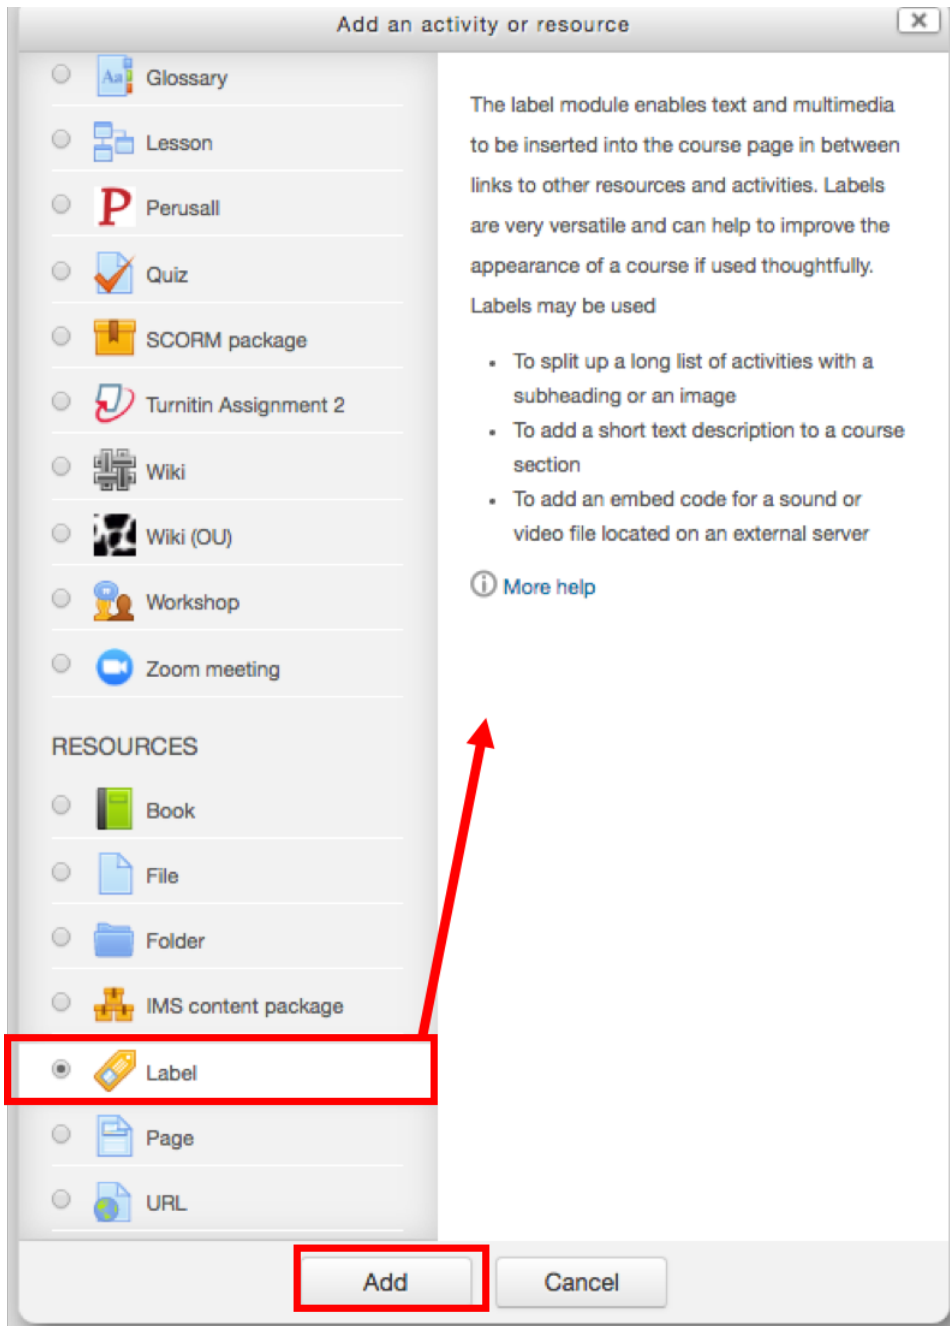 Add an activity or resource
Glossary
Lesson
Perusall
Quiz
SCORM package
Turnitin Assignment 2
Wiki
Wiki (OU)
Workshop
Zoom meeting
RESOURCES
Book
File
Folder
IMS content package
Label
Page
URL
The label module enables text and multimedia
to be inserted into the course page in between
links to other resources and activities. Labels
are very versatile and can help to improve the
appearance of a course if used thoughtfully.
Labels may be used
• To split up a long list of activities with a
subheading or an image
• To add a short text description to a course
section
• To add an embed code for a sound or
video file located on an external server
More help
Add
Cancel